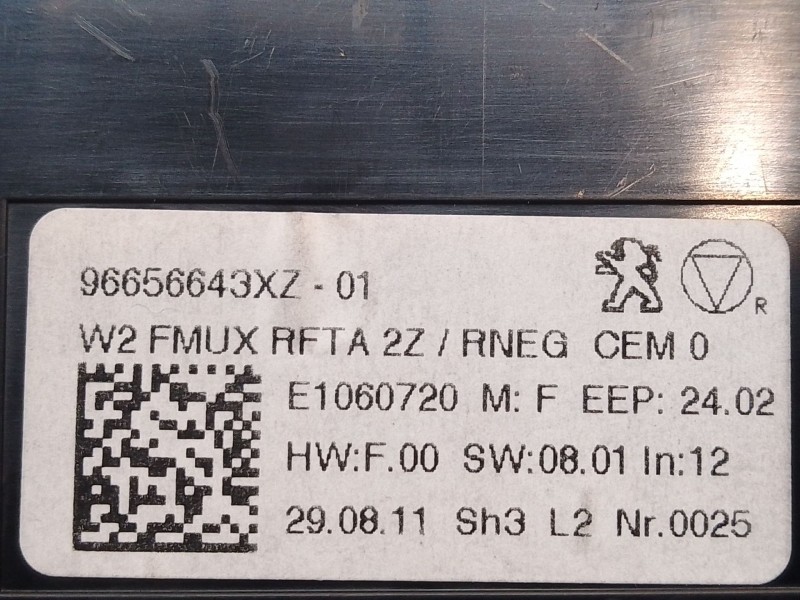 96656643XZ - 01
R
W2 FMUX RFTA 2Z / RNEG CEM 0
E1060720 M: F EEP: 24.02
HW:F.00 SW:08.01 In:12
29.08.11 Sh3 L2 Nr.0025